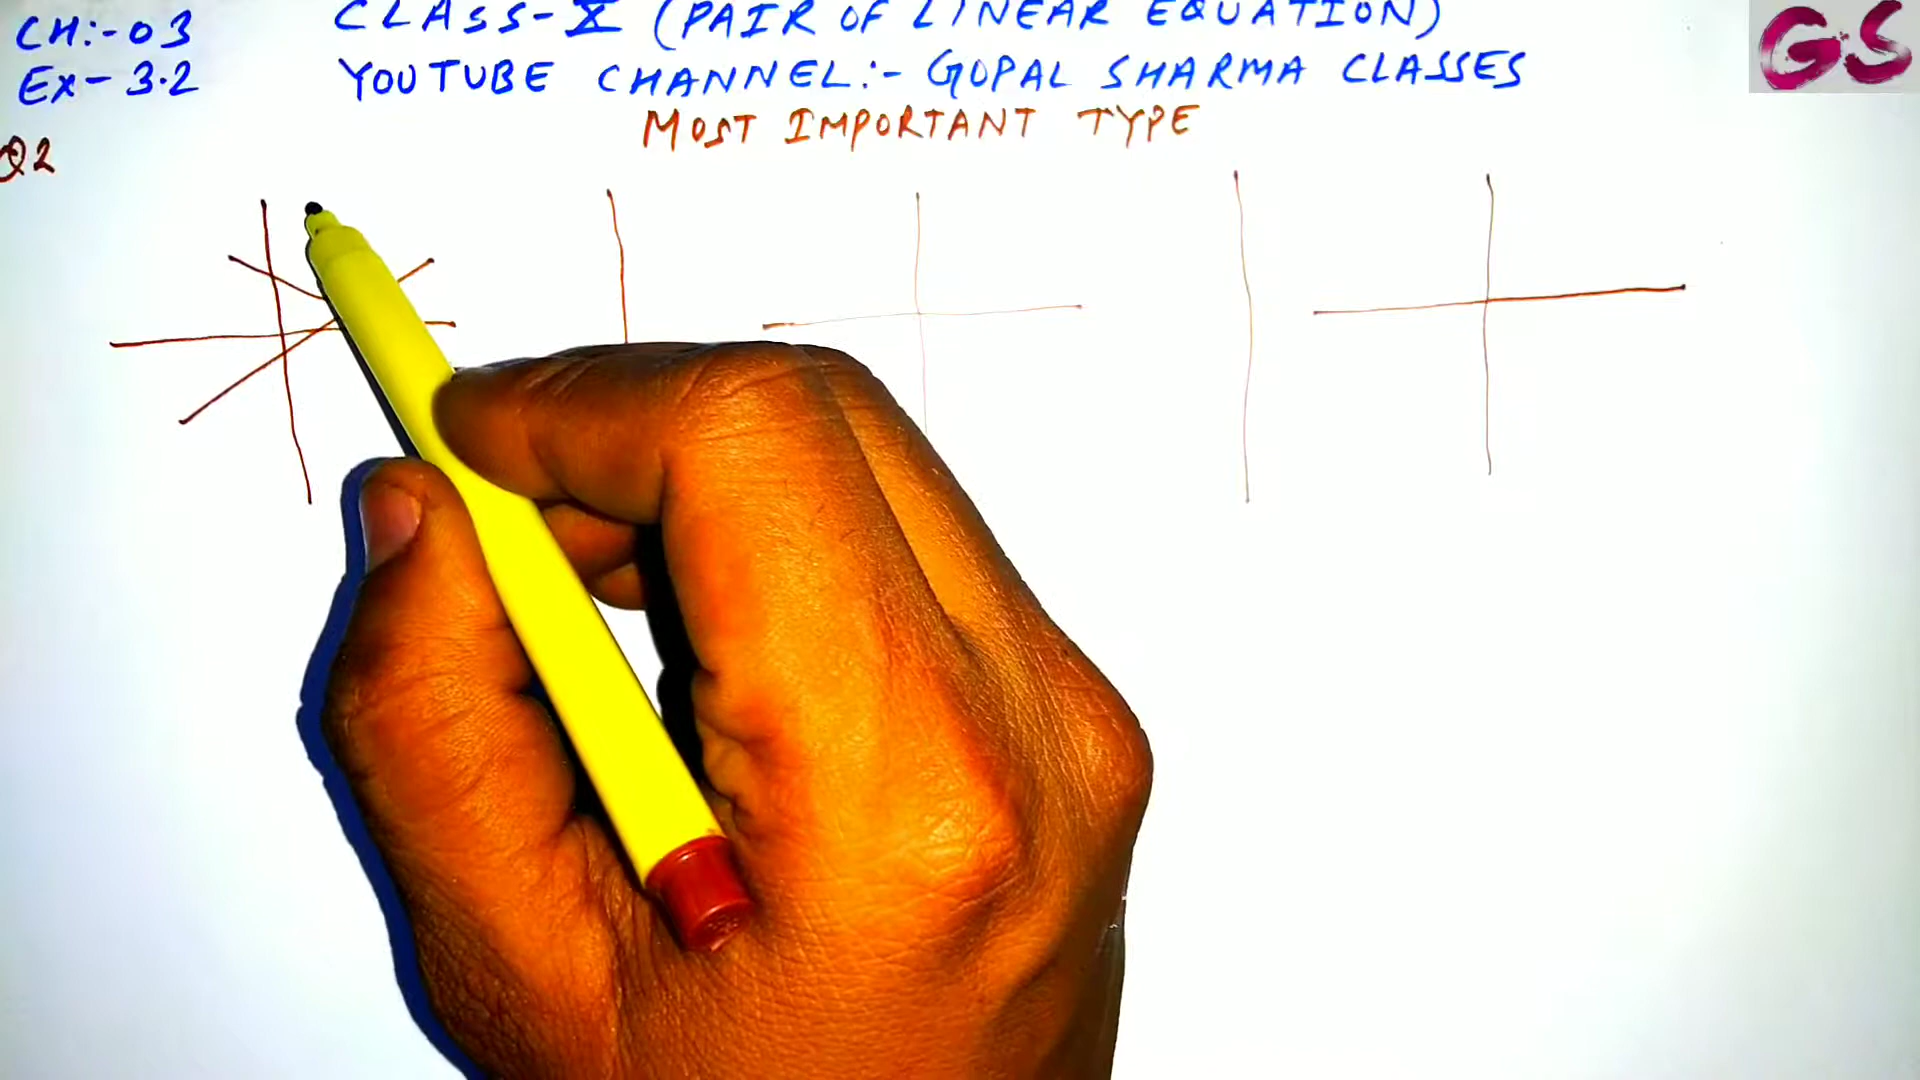 CH:-03
CLASS-X (PAIR OF LINEAR EQUATION)
Ex-3.2
YOUTUBE CHANNEL:- GOPAL SHARMA CLASSES
MOST IMPORTANT TYPE
Q2
GS